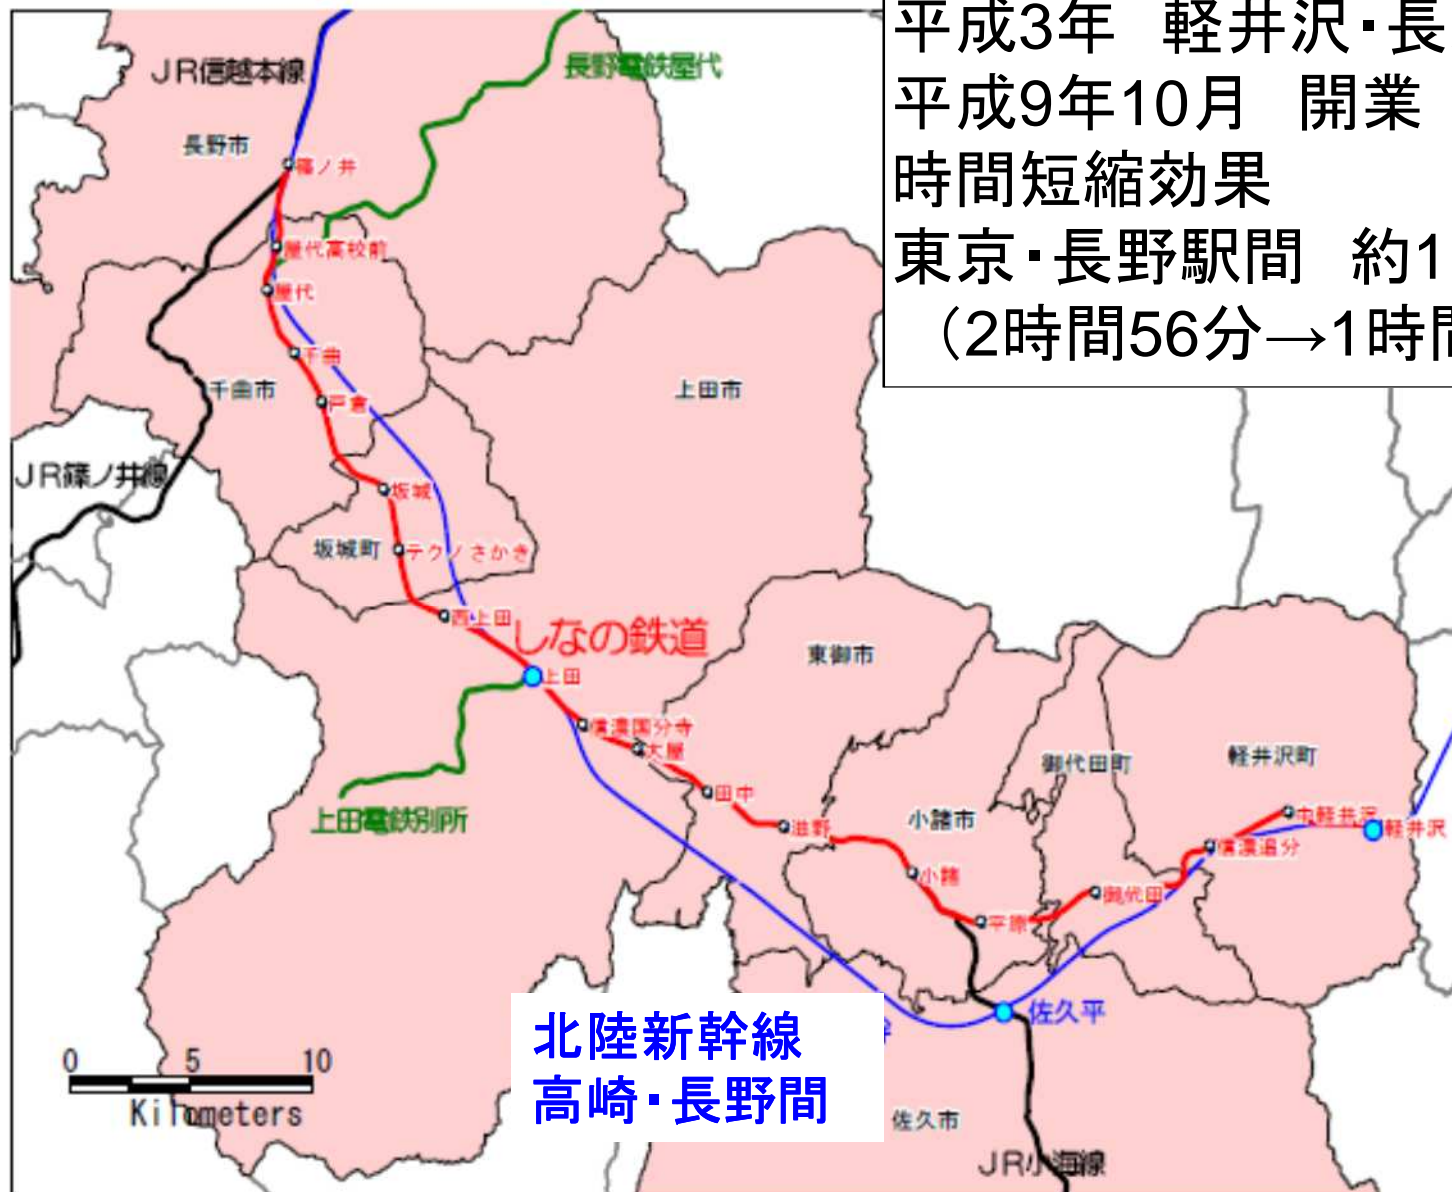 平成3年 軽井沢・長
平成9年10月 開業
時間短縮効果
東京・長野駅間 約1
（2時間56分→1時間
JR信越本線
長野電鉄屋代
長野市
篠ノ井
屋代高校前
屋代
千曲
千曲市
戸倉
上田市
JR篠ノ井線
坂城
坂城町
テクノさかき
西上田
しなの鉄道
上田
東御市
信濃国分寺
大屋
御代田町
軽井沢町
田中
上田電鉄別所
滋野
小諸市
中軽井沢
軽井沢
信濃追分
小諸
御代田
平原
北陸新幹線
高崎・長野間
佐久平
0 5 10
Kilometers
佐久市
JR小海線